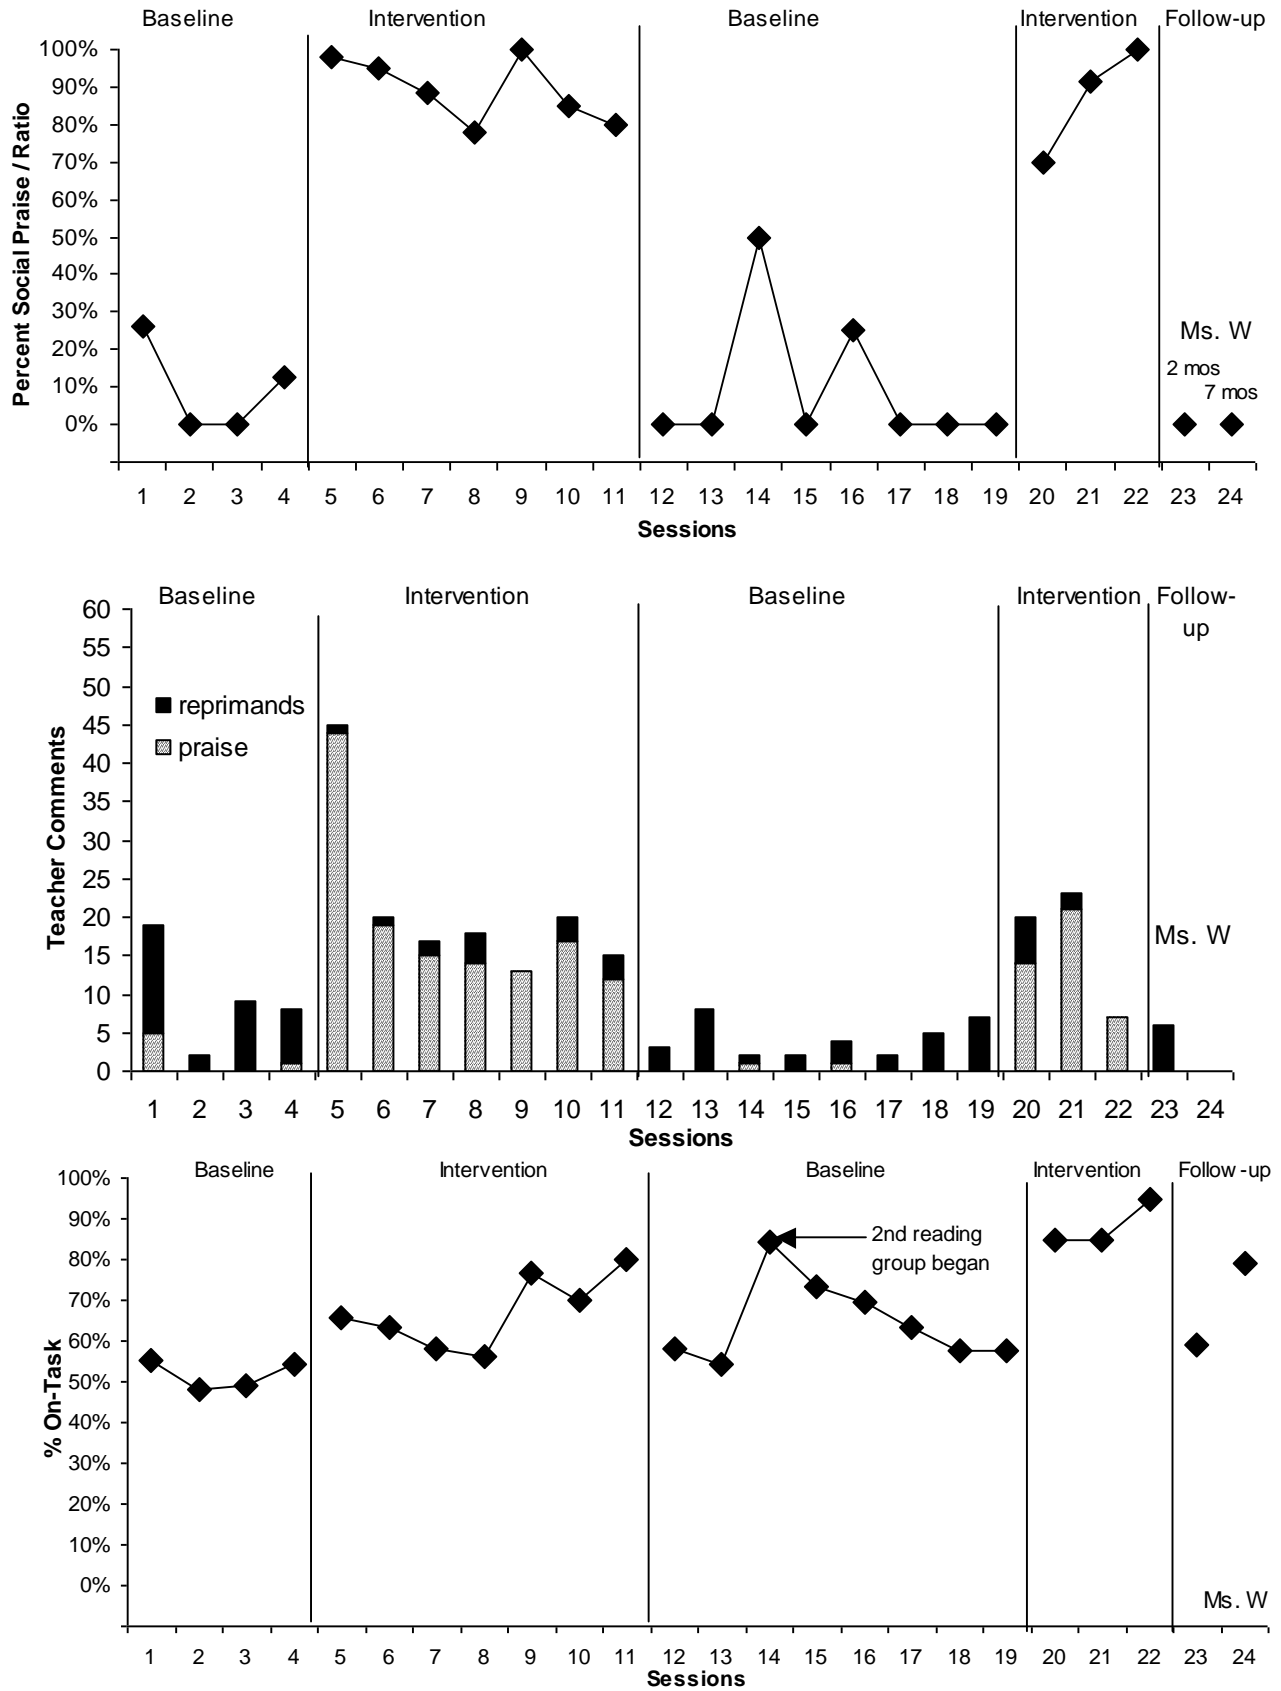 Baseline Intervention Baseline Intervention Follow-up
Percent Social Praise / Ratio
100%
90%
80%
70%
60%
50%
40%
30%
20%
10%
0%
Ms. W
2 mos
7 mos
1 2 3 4 5 6 7 8 9 10 11 12 13 14 15 16 17 18 19 20 21 22 23 24
Sessions
Baseline Intervention Baseline Intervention Follow-
up
Teacher Comments
60
55
50
45
40
35
30
25
20
15
10
5
0
reprimands
praise
Ms. W
1 2 3 4 5 6 7 8 9 10 11 12 13 14 15 16 17 18 19 20 21 22 23 24
Sessions
Baseline Intervention Baseline Intervention Follow-up
% On-Task
100%
90%
80%
70%
60%
50%
40%
30%
20%
10%
0%
2nd reading
group began
Ms. W
1 2 3 4 5 6 7 8 9 10 11 12 13 14 15 16 17 18 19 20 21 22 23 24
Sessions